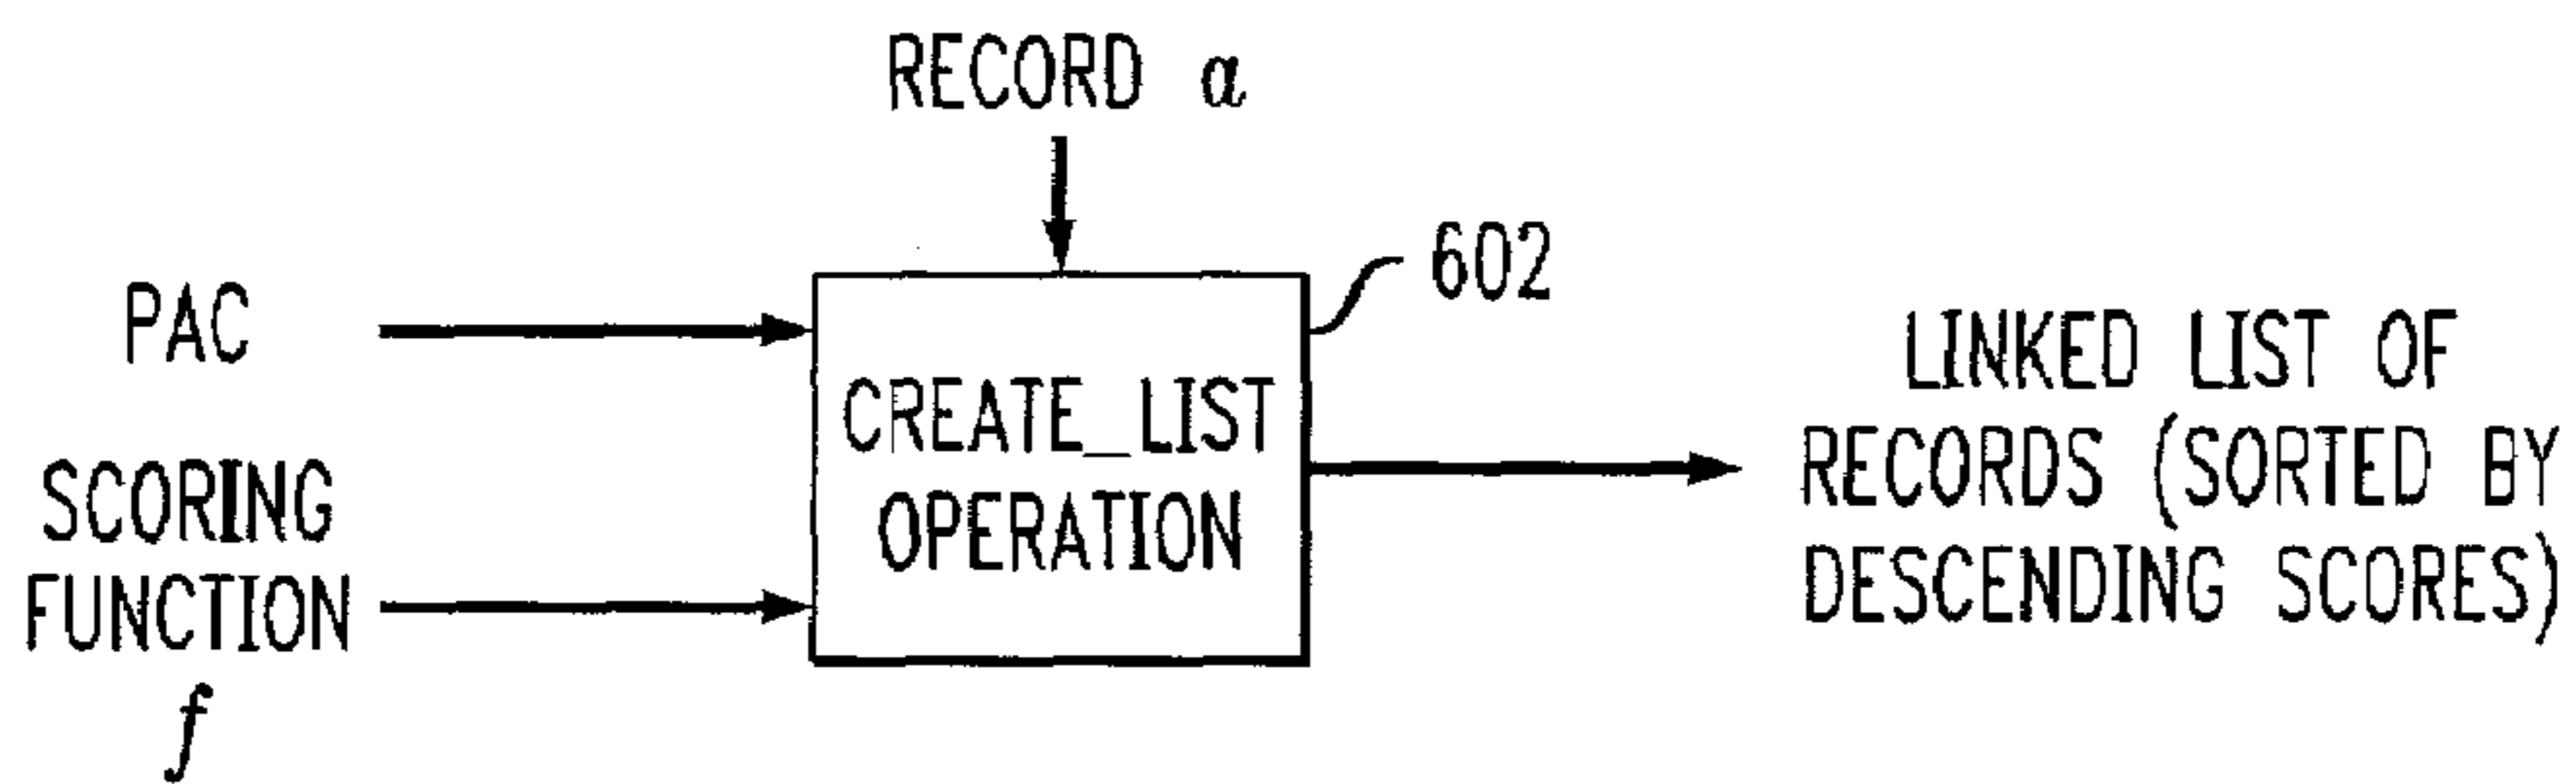 RECORD a
602
PAC
SCORING
FUNCTION
f
CREATE_LIST
OPERATION
LINKED LIST OF
RECORDS (SORTED BY
DESCENDING SCORES)